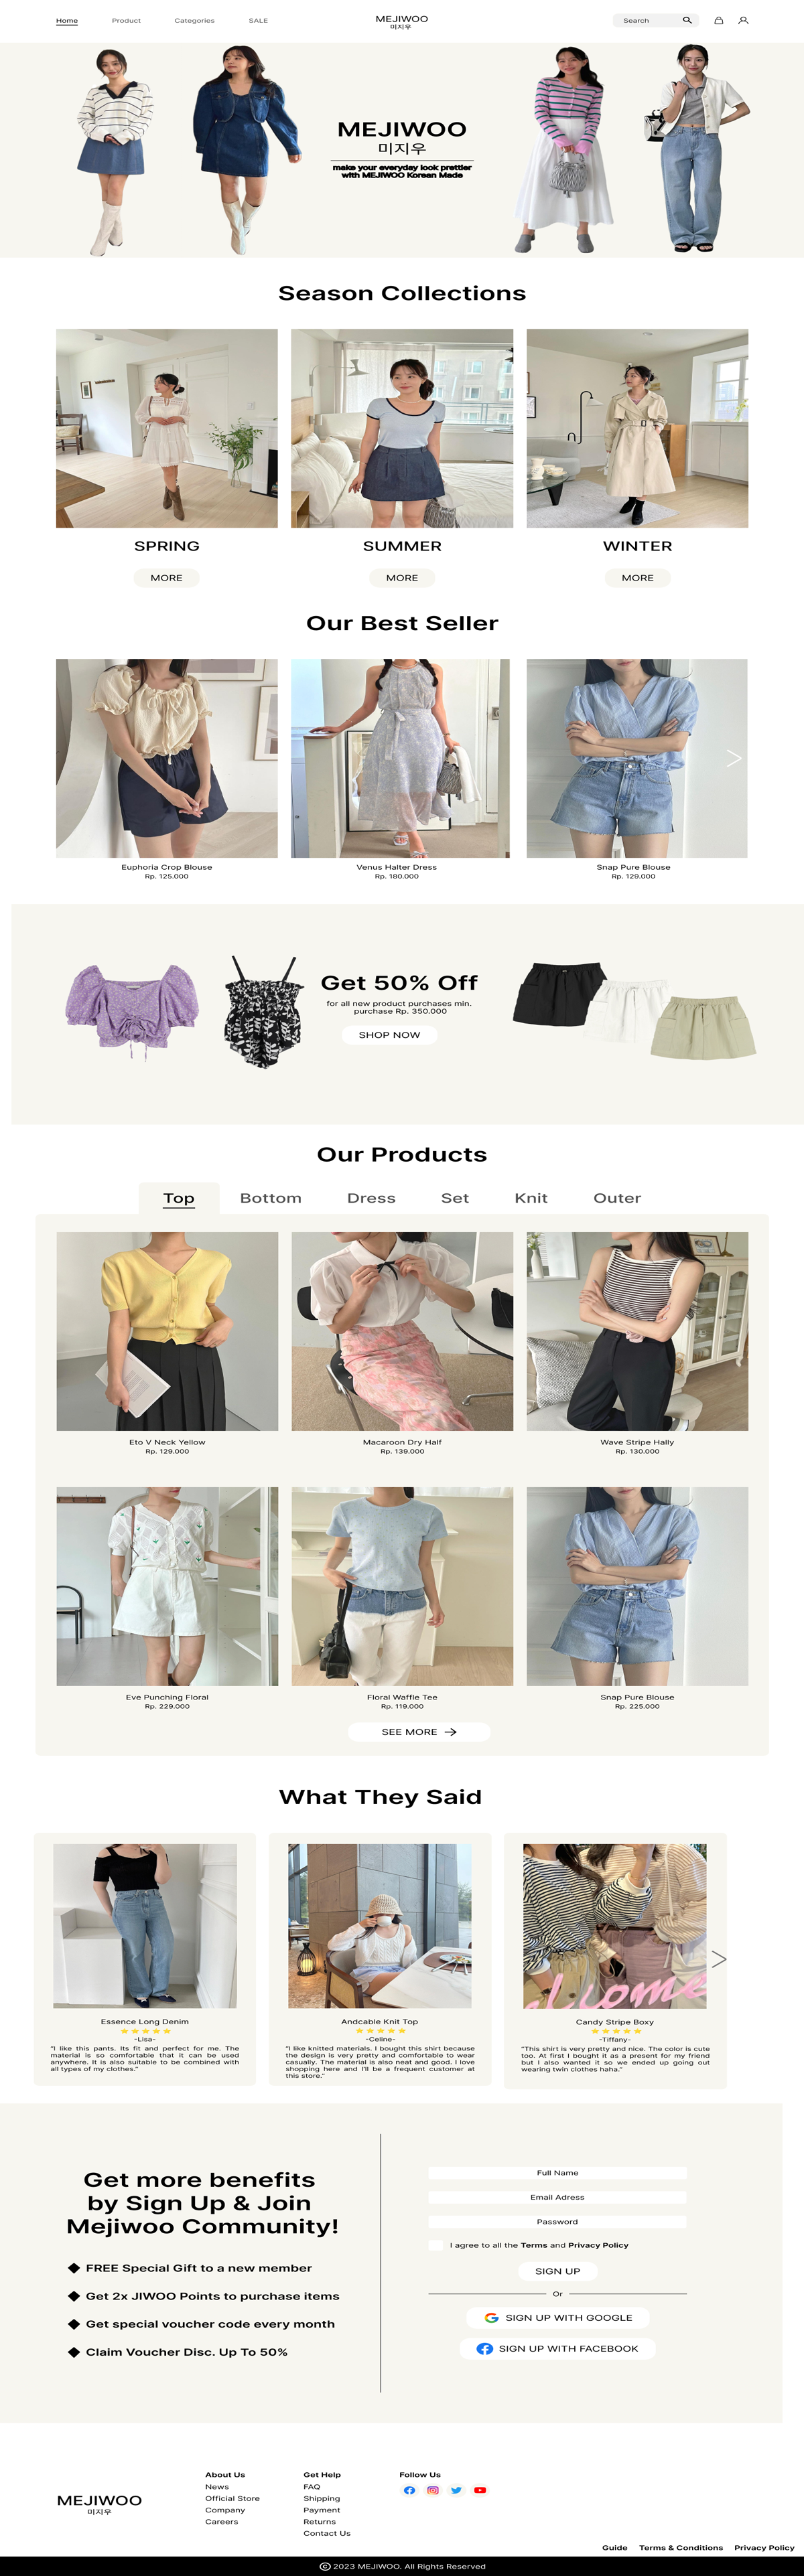 Home
Product
Categories
SALE
MEJIWOO
미지우
Search
MEJIWOO
미지우
make your everyday look prettier
with MEJIWOO Korean Made
Season Collections
SPRING
SUMMER
WINTER
MORE
MORE
MORE
Our Best Seller
Euphoria Crop Blouse
Rp. 125.000
Venus Halter Dress
Rp. 180.000
Snap Pure Blouse
Rp. 129.000
Get 50% Off
for all new product purchases min.
purchase Rp. 350.000
SHOP NOW
Our Products
Top
Bottom
Dress
Set
Knit
Outer
Eto V Neck Yellow
Rp. 129.000
Macaroon Dry Half
Rp. 139.000
Wave Stripe Hally
Rp. 130.000
Eve Punching Floral
Rp. 229.000
Floral Waffle Tee
Rp. 119.000
Snap Pure Blouse
Rp. 225.000
SEE MORE
What They Said
Essence Long Denim
-Lisa-
"I like this pants. Its fit and perfect for me. The
material is so comfortable that it can be used
anywhere. It is also suitable to be combined with
all types of my clothes."
Andcable Knit Top
-Celine-
"I like knitted materials. I bought this shirt because
the design is very pretty and comfortable to wear
casually. The material is also neat and good. I love
shopping here and I'll be a frequent customer at
this store."
Candy Stripe Boxy
-Tiffany-
"This shirt is very pretty and nice. The color is cute
too. At first I bought it as a present for my friend
but I also wanted it so we ended up going out
wearing twin clothes haha."
Get more benefits
by Sign Up & Join
Mejiwoo Community!
FREE Special Gift to a new member
Get 2x JIWOO Points to purchase items
Get special voucher code every month
Claim Voucher Disc. Up To 50%
Full Name
Email Adress
Password
I agree to all the Terms and Privacy Policy
SIGN UP
Or
SIGN UP WITH GOOGLE
SIGN UP WITH FACEBOOK
MEJIWOO
미지우
About Us
News
Official Store
Company
Careers
Get Help
FAQ
Shipping
Payment
Returns
Contact Us
Follow Us
Guide
Terms & Conditions
Privacy Policy
© 2023 MEJIWOO. All Rights Reserved